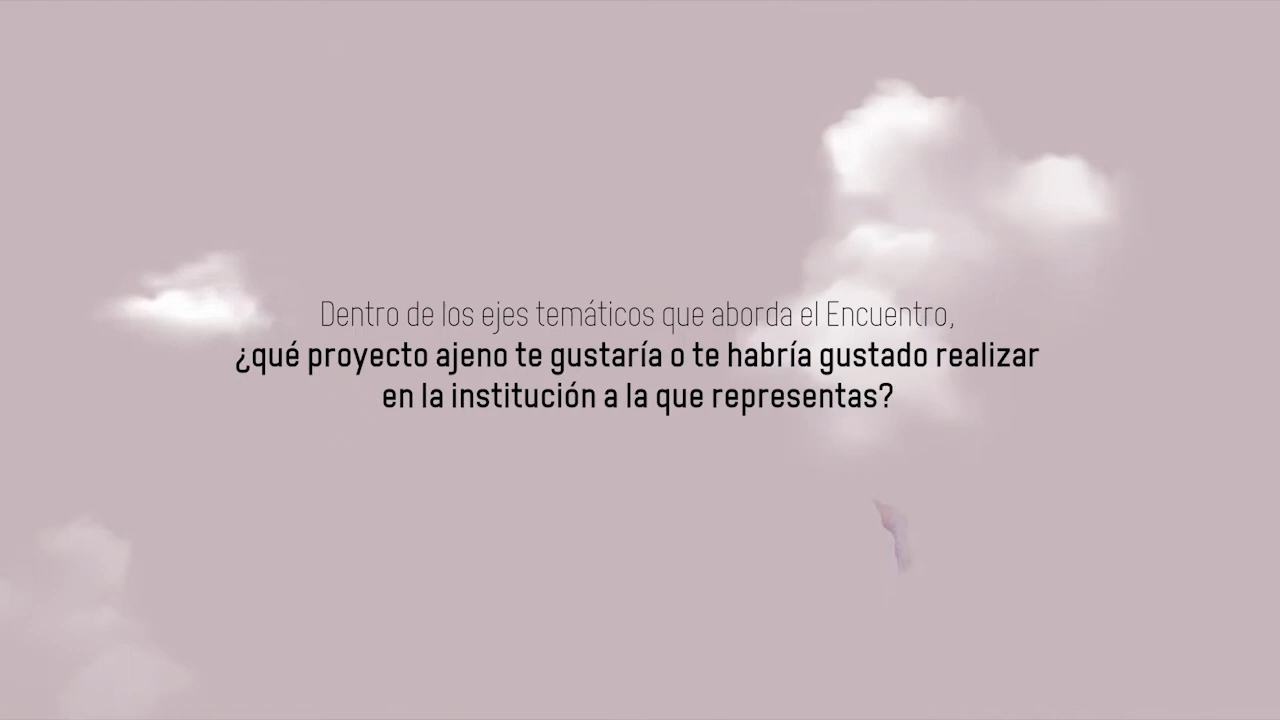 Dentro de los ejes temáticos que aborda el Encuentro,
¿qué proyecto ajeno te gustaría o te habría gustado realizar
en la institución a la que representas?